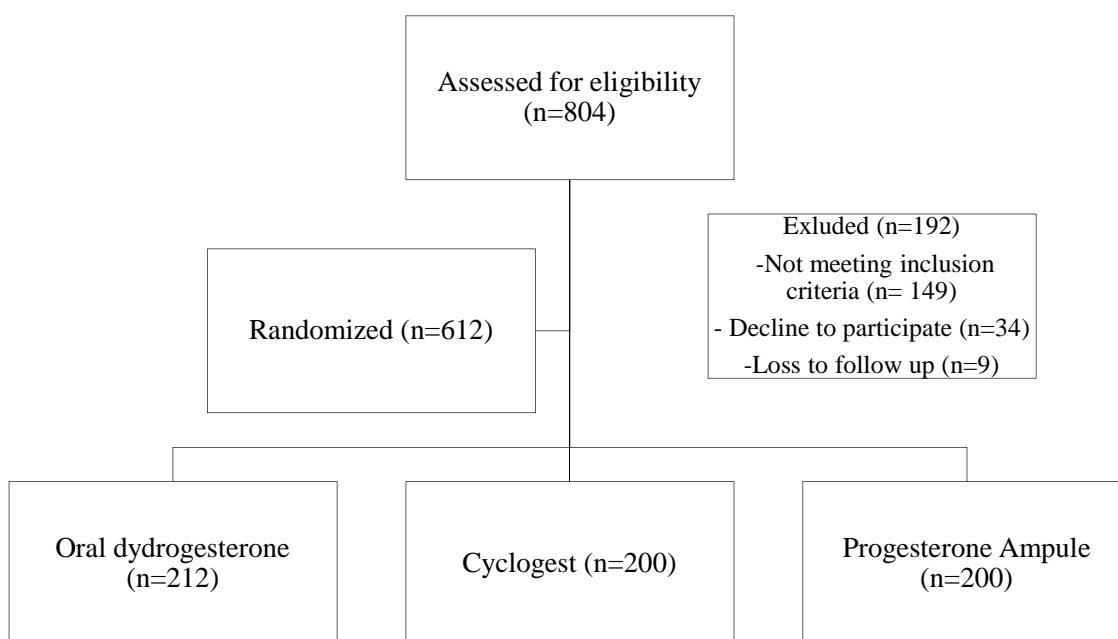 Assessed for eligibility
(n=804)
Exluded (n=192)
-Not meeting inclusion
criteria (n= 149)
- Decline to participate (n=34)
-Loss to follow up (n=9)
Randomized (n=612)
Oral dydrogesterone
(n=212)
Cyclogest (n=200)
Progesterone Ampule
(n=200)